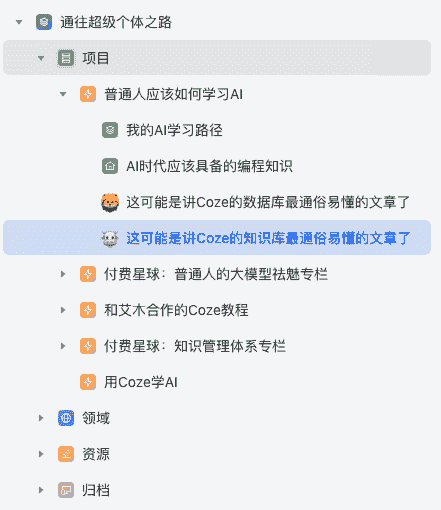 通往超级个体之路
项目
普通人应该如何学习AI
我的AI学习路径
AI时代应该具备的编程知识
这可能是讲Coze的数据库最通俗易懂的文章了
这可能是讲Coze的知识库最通俗易懂的文章了
付费星球：普通人的大模型祛魅专栏
和艾木合作的Coze教程
付费星球：知识管理体系专栏
用Coze学AI
领域
资源
归档